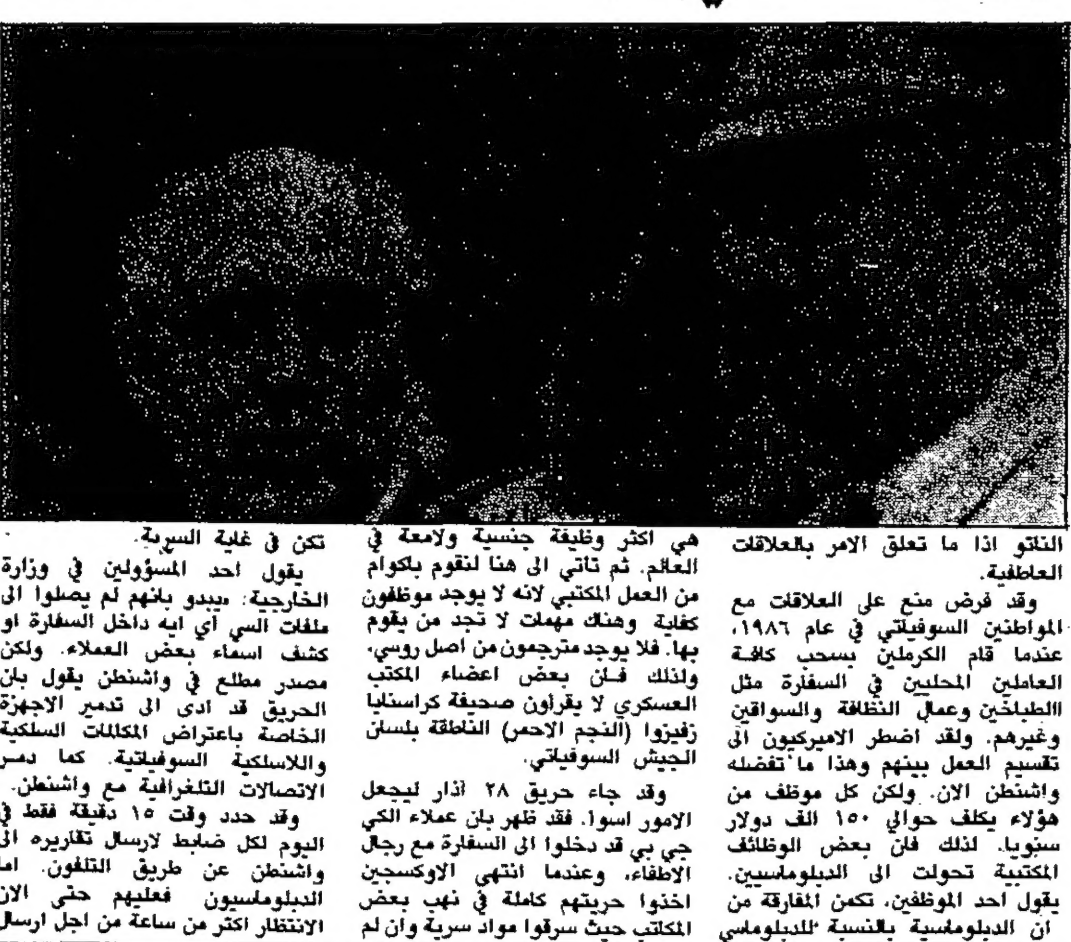 الناتو اذا ما تعلق الامر بالعلاقات
العاطفية.
وقد فرض منع على العلاقات مع
المواطنين السوفياتي في عام ١٩٨٦،
عندما قام الكرملين بسحب كافة
العاملين المحليين في السفارة مثل
االطباخين وعمال النظافة والسواقين
وغيرهم. ولقد اضطر الاميركيون الى
تقسيم العمل بينهم وهذا ما تفضله
واشنطن الان. ولكن كل موظف من
هؤلاء يكلف حوالي ١٥٠ الف دولار
سنويا. لذلك فان بعض الوظائف
المكتبية تحولت الى الدبلوماسيين.
يقول احد الموظفين، تكمن المفارقة من
ان الدبلوماسية بالنسبة للدبلوماسي
هي اكثر وظيفة جنسية ولامعة في
العالم. ثم تاتي الى هنا لنقوم باكوام
من العمل المكتبي لانه لا يوجد موظفون
كفاية وهناك مهمات لا تجد من يقوم
بها. فلا يوجد مترجمون من اصل روسي،
ولذلك فان بعض اعضاء المكتب
العسكري لا يقرأون صحيفة كراسنايا
زفيزوا (النجم الاحمر) الناطقة بلسان
الجيش السوفياتي.
وقد جاء حريق ٢٨ آذار ليجعل
الامور اسوا. فقد ظهر بان عملاء الكي
جي بي قد دخلوا الى السفارة مع رجال
الاطفاء، وعندما انتهى الاوكسجين
اخذوا حريتهم كاملة في نهب بعض
المكاتب حيث سرقوا مواد سرية وان لم
تكن في غاية السرية.
يقول احد المسؤولين في وزارة
الخارجية: «يبدو بانهم لم يصلوا الى
ملفات السي آي ايه داخل السفارة او
كشف اسماء بعض العملاء. ولكن
مصدر مطلع في واشنطن يقول بان
الحريق قد ادى الى تدمير الاجهزة
الخاصة باعتراض المكالمات السلكية
واللاسلكية السوفياتية. كما دمر
الاتصالات التلغرافية مع واشنطن.
وقد حدد وقت ١٥ دقيقة فقط في
اليوم لكل ضابط لارسال تقاريره الى
واشنطن عن طريق التلفون. اما
الدبلوماسيون فعليهم حتى الان
الانتظار اكثر من ساعة من اجل ارسال